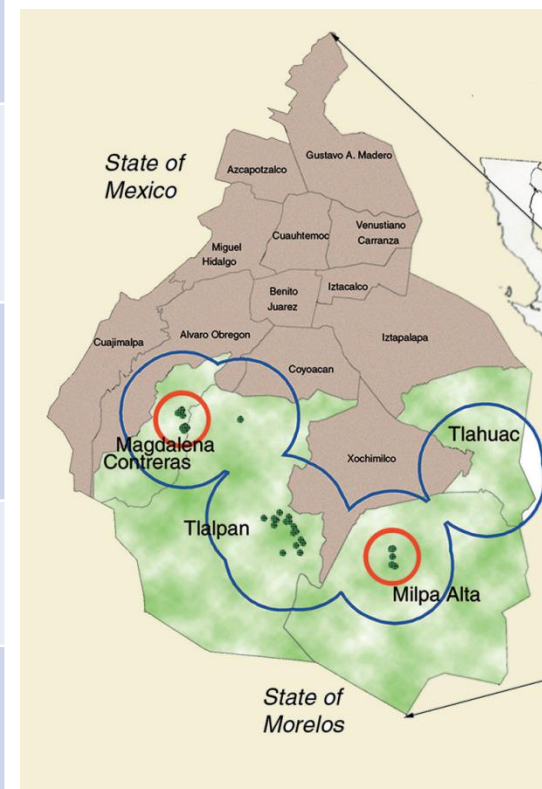 State of
Mexico
Gustavo A. Madero
Azcapotzalco
Venustiano
Carranza
Cuauhtemoc
Miguel
Hidalgo
Iztacalco
Benito
Juarez
Alvaro Obregon
Iztapalapa
Cuajimalpa
Coyoacan
Tlahuac
Magdalena
Contreras
Xochimilco
Tlalpan
Milpa Alta
State of
Morelos